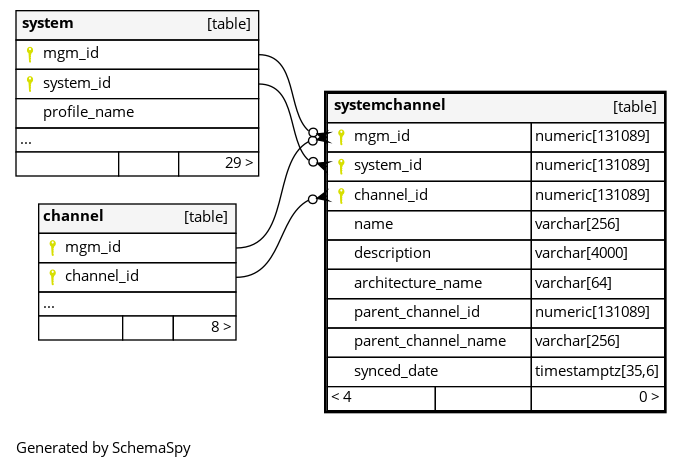 system [table]
mgm_id
system_id
profile_name
...
29 >
channel [table]
mgm_id
channel_id
...
8 >
systemchannel [table]
mgm_id numeric[131089]
system_id numeric[131089]
channel_id numeric[131089]
name varchar[256]
description varchar[4000]
architecture_name varchar[64]
parent_channel_id numeric[131089]
parent_channel_name varchar[256]
synced_date timestamptz[35,6]
< 4 0 >
Generated by SchemaSpy